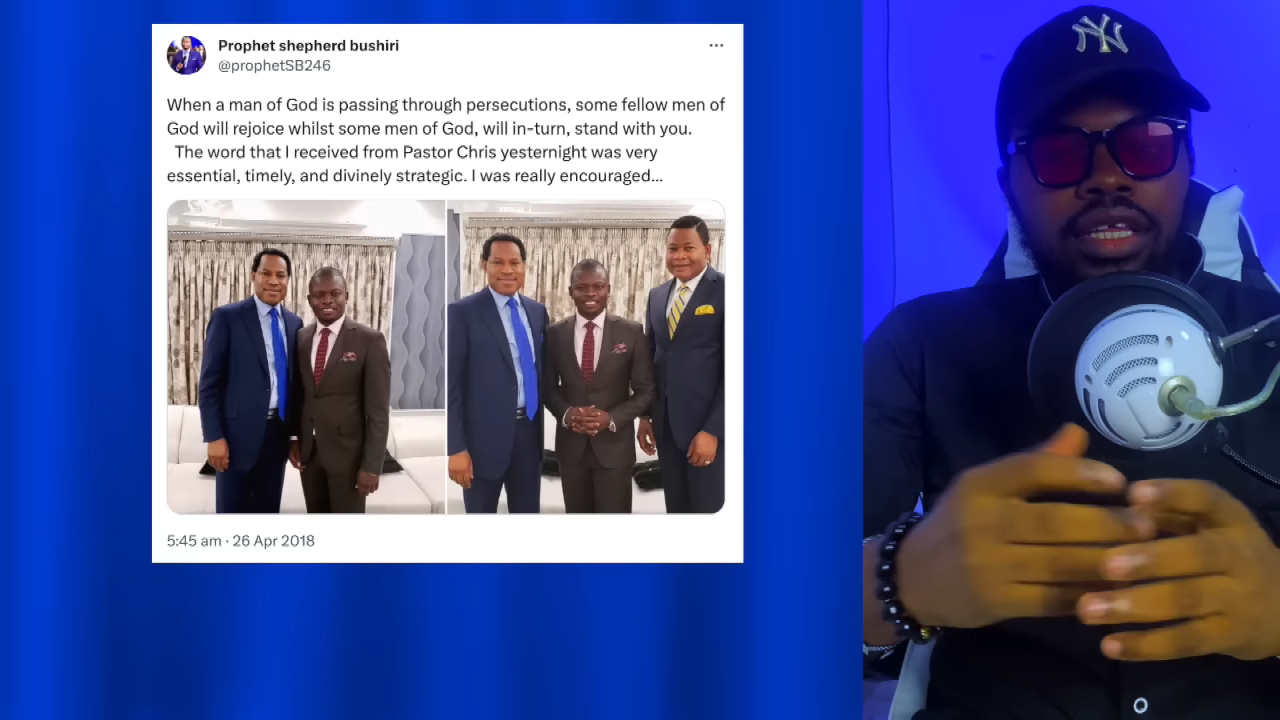 Prophet shepherd bushiri
@prophetSB246
When a man of God is passing through persecutions, some fellow men of
God will rejoice whilst some men of God, will in-turn, stand with you.
The word that I received from Pastor Chris yesternight was very
essential, timely, and divinely strategic. I was really encouraged...
5:45 am · 26 Apr 2018
NY